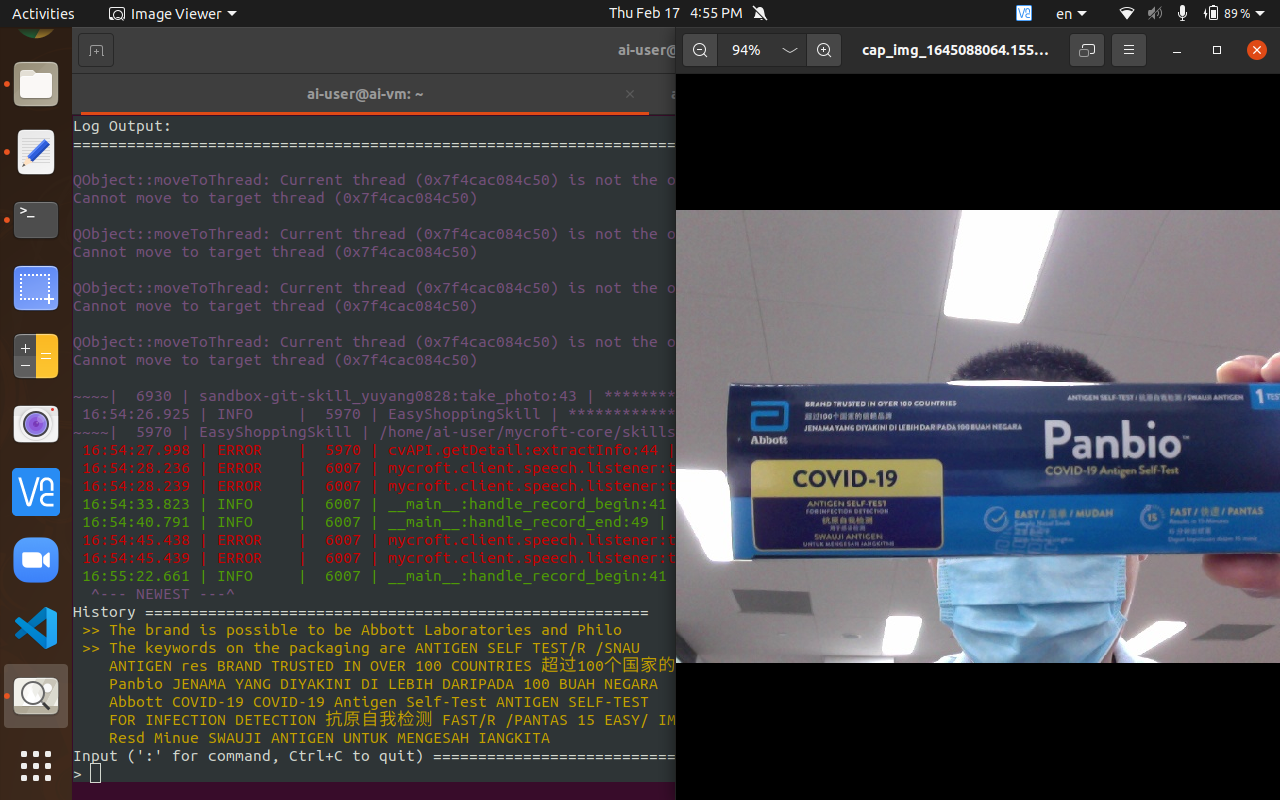 Activities
Image Viewer
Thu Feb 17 4:55 PM
en
89 %
ai-user@
94%
cap_img_1645088064.155…
ai-user@ai-vm: ~
Log Output:
QObject::moveToThread: Current thread (0x7f4cac084c50) is not the o
Cannot move to target thread (0x7f4cac084c50)
QObject::moveToThread: Current thread (0x7f4cac084c50) is not the o
Cannot move to target thread (0x7f4cac084c50)
QObject::moveToThread: Current thread (0x7f4cac084c50) is not the o
Cannot move to target thread (0x7f4cac084c50)
QObject::moveToThread: Current thread (0x7f4cac084c50) is not the o
Cannot move to target thread (0x7f4cac084c50)
~~~~| 6930 | sandbox-git-skill_yuyang0828:take_photo:43 | ********
16:54:26.925 | INFO | 5970 | EasyShoppingSkill | ************
~~~~| 5970 | EasyShoppingSkill | /home/ai-user/mycroft-core/skills
16:54:27.998 | ERROR | 5970 | cvAPI.getDetail:extractInfo:44 |
16:54:28.236 | ERROR | 6007 | mycroft.client.speech.listener:t
16:54:28.239 | ERROR | 6007 | mycroft.client.speech.listener:t
16:54:33.823 | INFO | 6007 | __main__:handle_record_begin:41
16:54:40.791 | INFO | 6007 | __main__:handle_record_end:49 |
16:54:45.438 | ERROR | 6007 | mycroft.client.speech.listener:t
16:54:45.439 | ERROR | 6007 | mycroft.client.speech.listener:t
16:55:22.661 | INFO | 6007 | __main__:handle_record_begin:41
^--- NEWEST ---^
History ========================================================
>> The brand is possible to be Abbott Laboratories and Philo
>> The keywords on the packaging are ANTIGEN SELF TEST/R /SNAU
ANTIGEN res BRAND TRUSTED IN OVER 100 COUNTRIES 超过100个国家的
Panbio JENAMA YANG DIYAKINI DI LEBIH DARIPADA 100 BUAH NEGARA
Abbott COVID-19 COVID-19 Antigen Self-Test ANTIGEN SELF-TEST
FOR INFECTION DETECTION 抗原自我检测 FAST/R /PANTAS 15 EASY/ IM
Resd Minue SWAUJI ANTIGEN UNTUK MENGESAH IANGKITA
Input (':' for command, Ctrl+C to quit) ===========================
>
Abbott
BRAND TRUSTED IN OVER 100 COUNTRIES
超过100个国家的信赖品牌
JENAMA YANG DIYAKINI DI LEBIH DARIPADA 100 BUAH NEGARA
ANTIGEN SELF-TEST / 抗原自我检测 / SWAUJI ANTIGEN
1 TEST
Panbio™
COVID-19 Antigen Self-Test
COVID-19
ANTIGEN SELF-TEST
FOR INFECTION DETECTION
抗原自我检测
SWAUJI ANTIGEN
UNTUK MENGESAN JANGKITAN
EASY / 简单 / MUDAH
Simple Nasal Swab
15
FAST / 快速 / PANTAS
Results in 15 Minutes